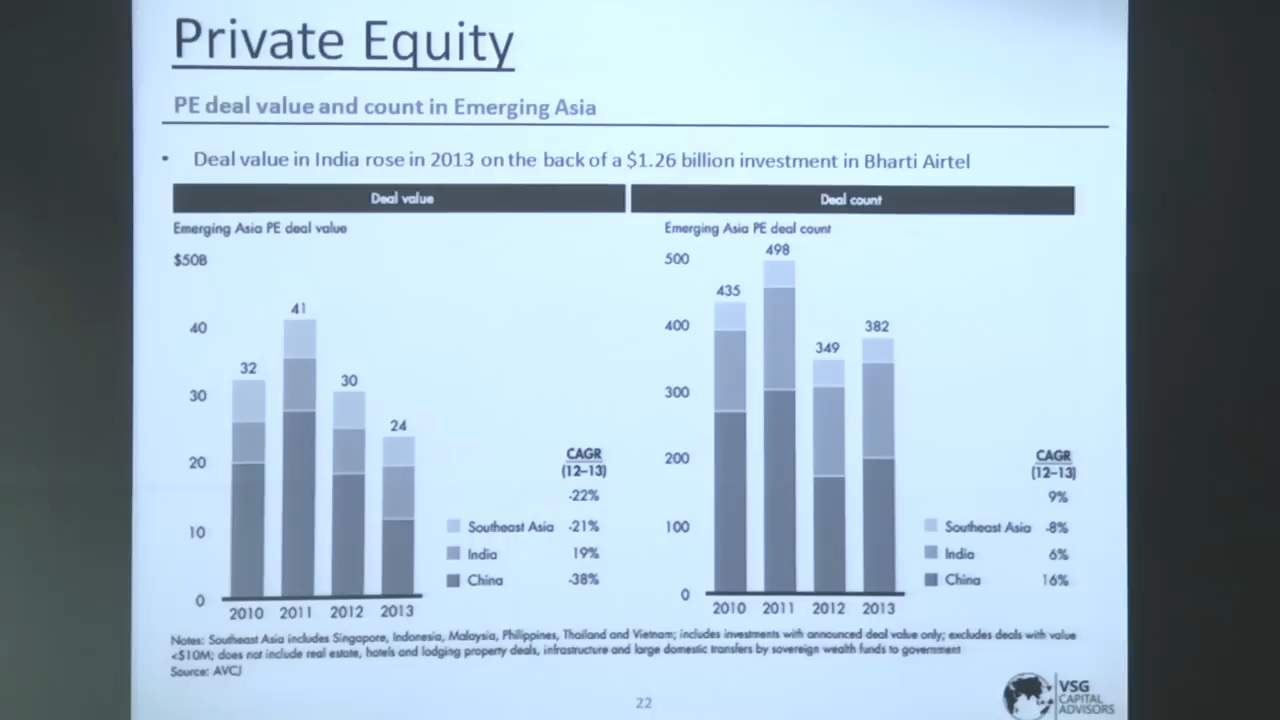 Private Equity
PE deal value and count in Emerging Asia
• Deal value in India rose in 2013 on the back of a $1.26 billion investment in Bharti Airtel
Deal value
Emerging Asia PE deal value
$50B
40
30
20
10
0
32
41
30
24
2010 2011 2012 2013
CAGR
(12–13)
-22%
Southeast Asia -21%
India 19%
China -38%
Deal count
Emerging Asia PE deal count
500
400
300
200
100
0
435
498
349
382
2010 2011 2012 2013
CAGR
(12–13)
9%
Southeast Asia -8%
India 6%
China 16%
Notes: Southeast Asia includes Singapore, Indonesia, Malaysia, Philippines, Thailand and Vietnam; includes investments with announced deal value only; excludes deals with value
<$10M; does not include real estate, hotels and lodging property deals, infrastructure and large domestic transfers by sovereign wealth funds to government
Source: AVCJ
22
VSG
CAPITAL
ADVISORS